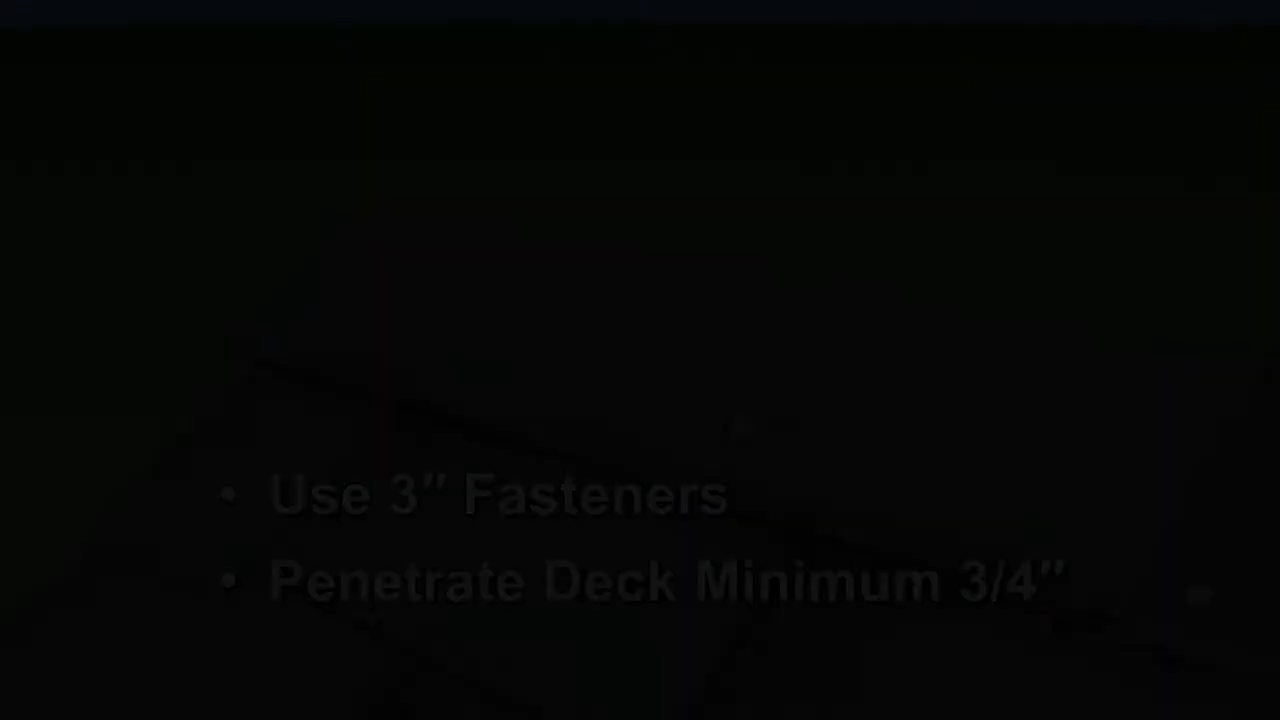 • Use 3" Fasteners
• Penetrate Deck Minimum 3/4"